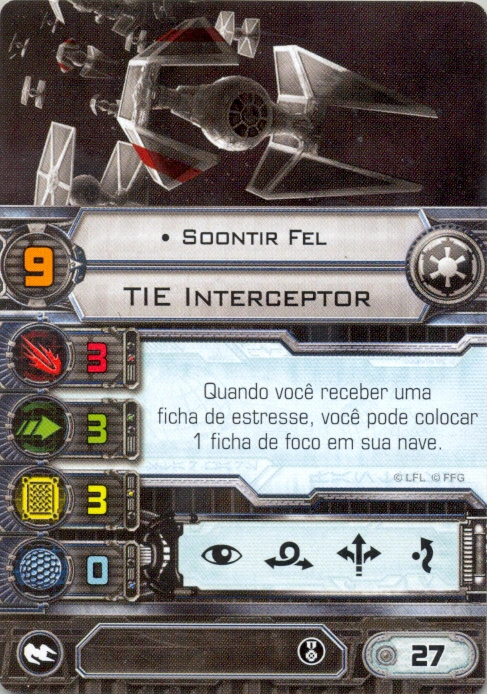 • Soontir Fel
9
TIE Interceptor
3
3
3
0
Quando você receber uma
ficha de estresse, você pode colocar
1 ficha de foco em sua nave.
© LFL © FFG
27